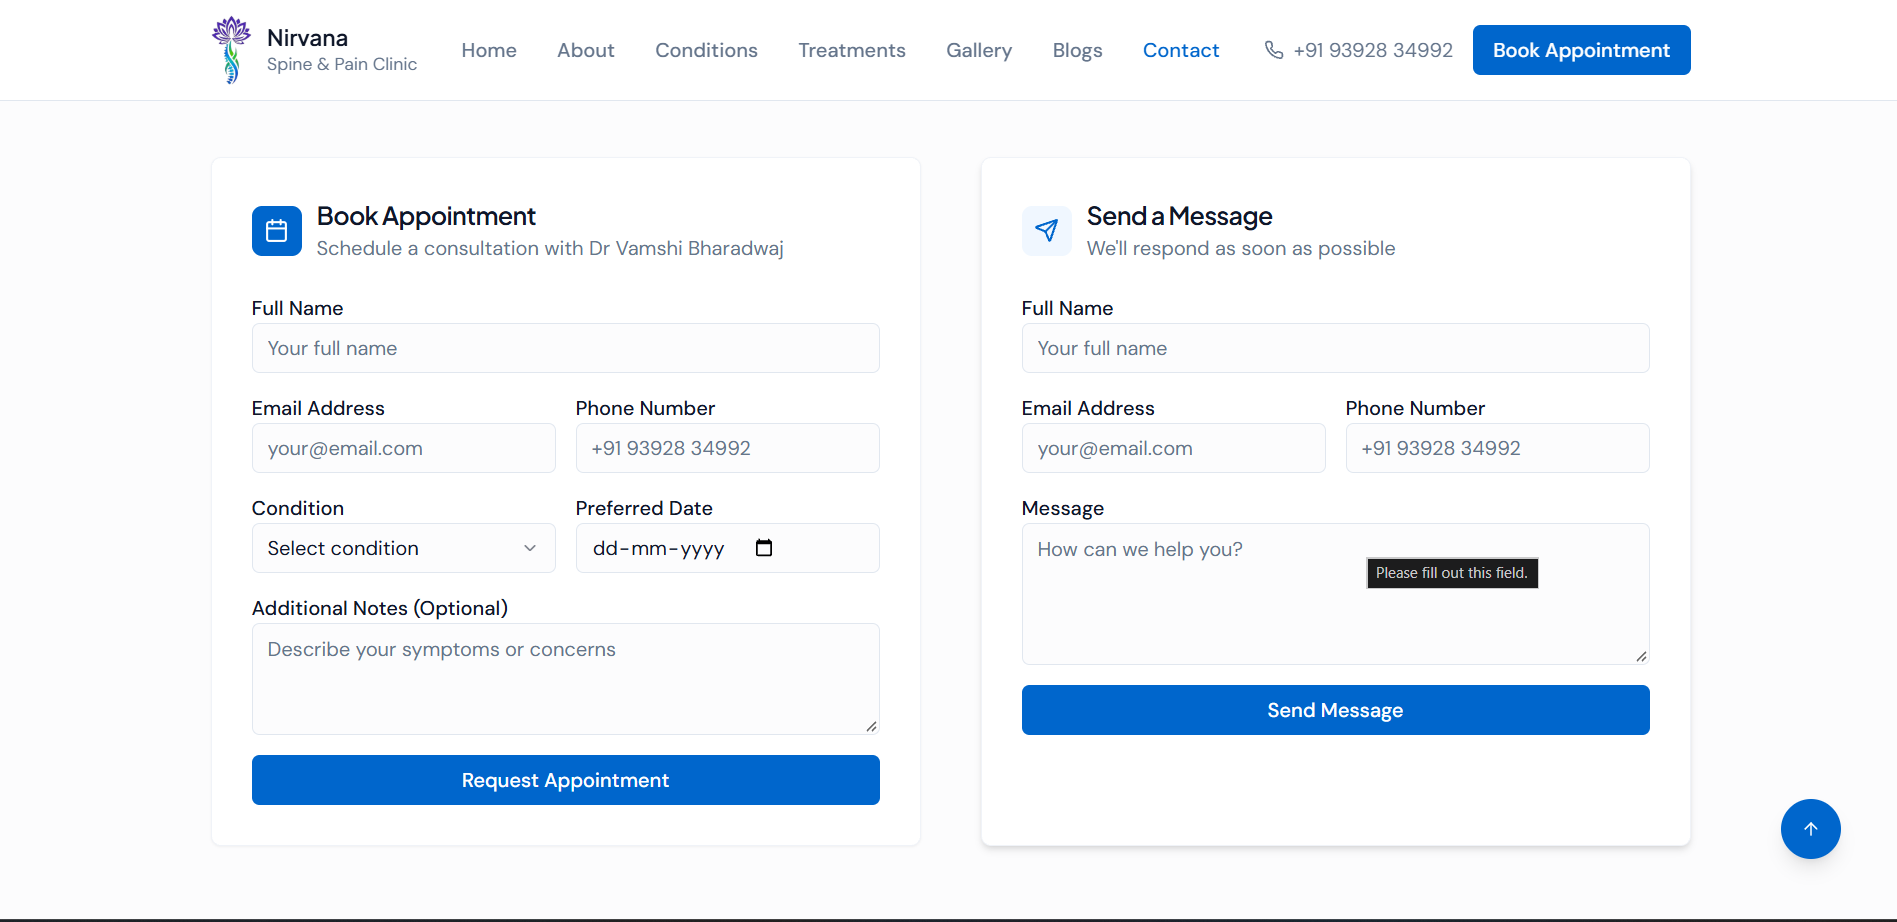 Nirvana
Spine & Pain Clinic
Home
About
Conditions
Treatments
Gallery
Blogs
Contact
+91 93928 34992
Book Appointment
Book Appointment
Schedule a consultation with Dr Vamshi Bharadwaj
Full Name
Your full name
Email Address
Phone Number
your@email.com
+91 93928 34992
Condition
Preferred Date
Select condition
dd-mm-yyyy
Additional Notes (Optional)
Describe your symptoms or concerns
Request Appointment
Send a Message
We'll respond as soon as possible
Full Name
Your full name
Email Address
Phone Number
your@email.com
+91 93928 34992
Message
How can we help you?
Please fill out this field.
Send Message